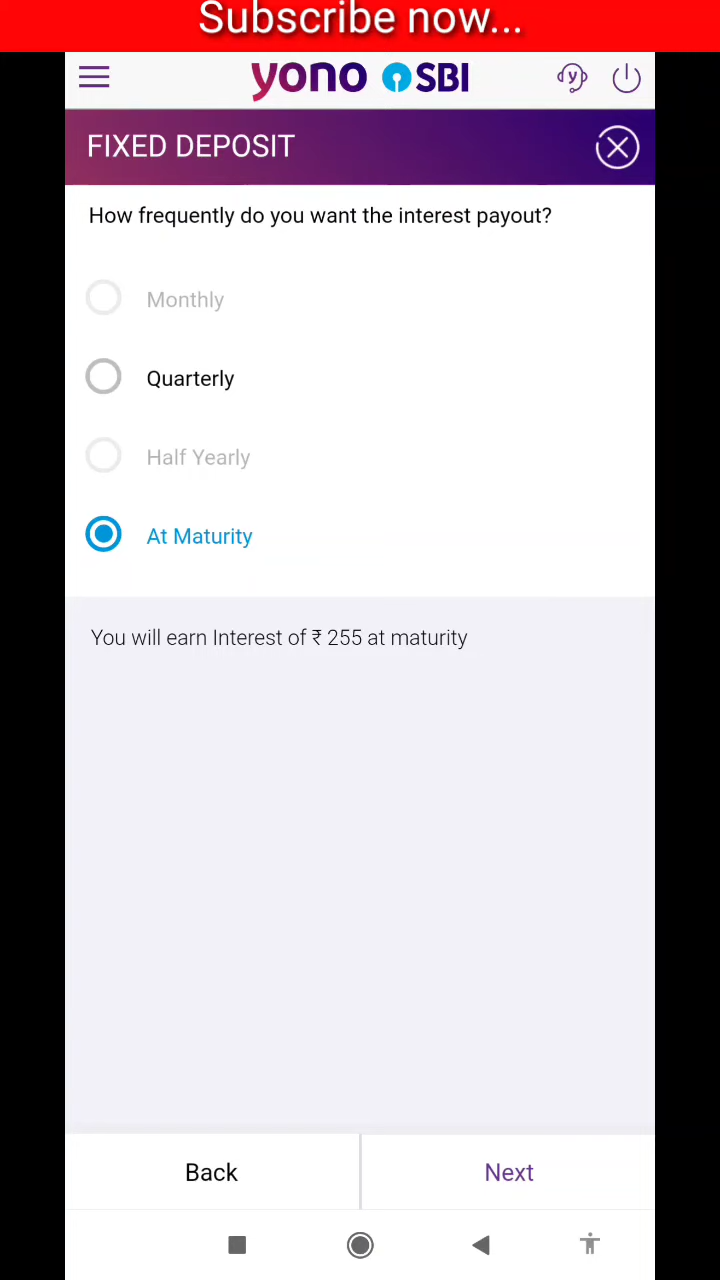 Subscribe now...
yono SBI
y
FIXED DEPOSIT
How frequently do you want the interest payout?
Monthly
Quarterly
Half Yearly
At Maturity
You will earn Interest of ₹ 255 at maturity
Back Next